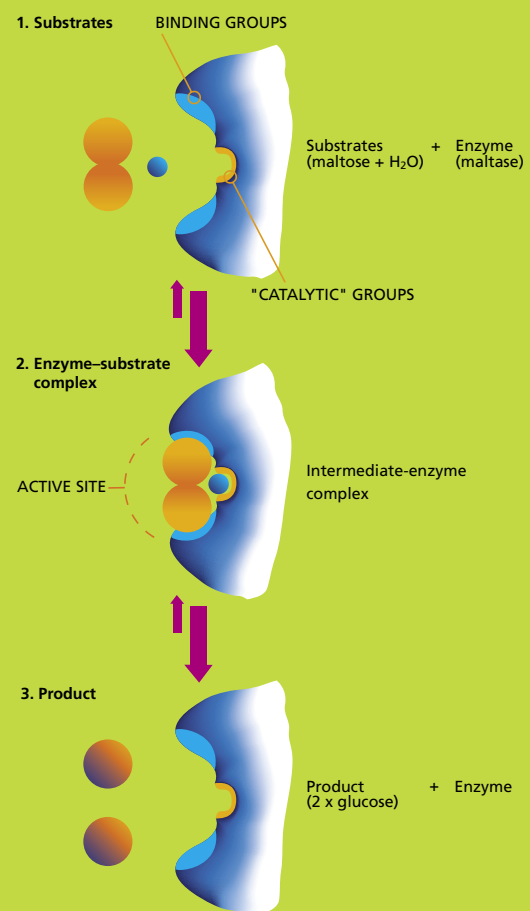 1. Substrates
BINDING GROUPS
Substrates + Enzyme
(maltose + H₂O) (maltase)
"CATALYTIC" GROUPS
2. Enzyme–substrate
complex
ACTIVE SITE
Intermediate-enzyme
complex
3. Product
Product + Enzyme
(2 x glucose)